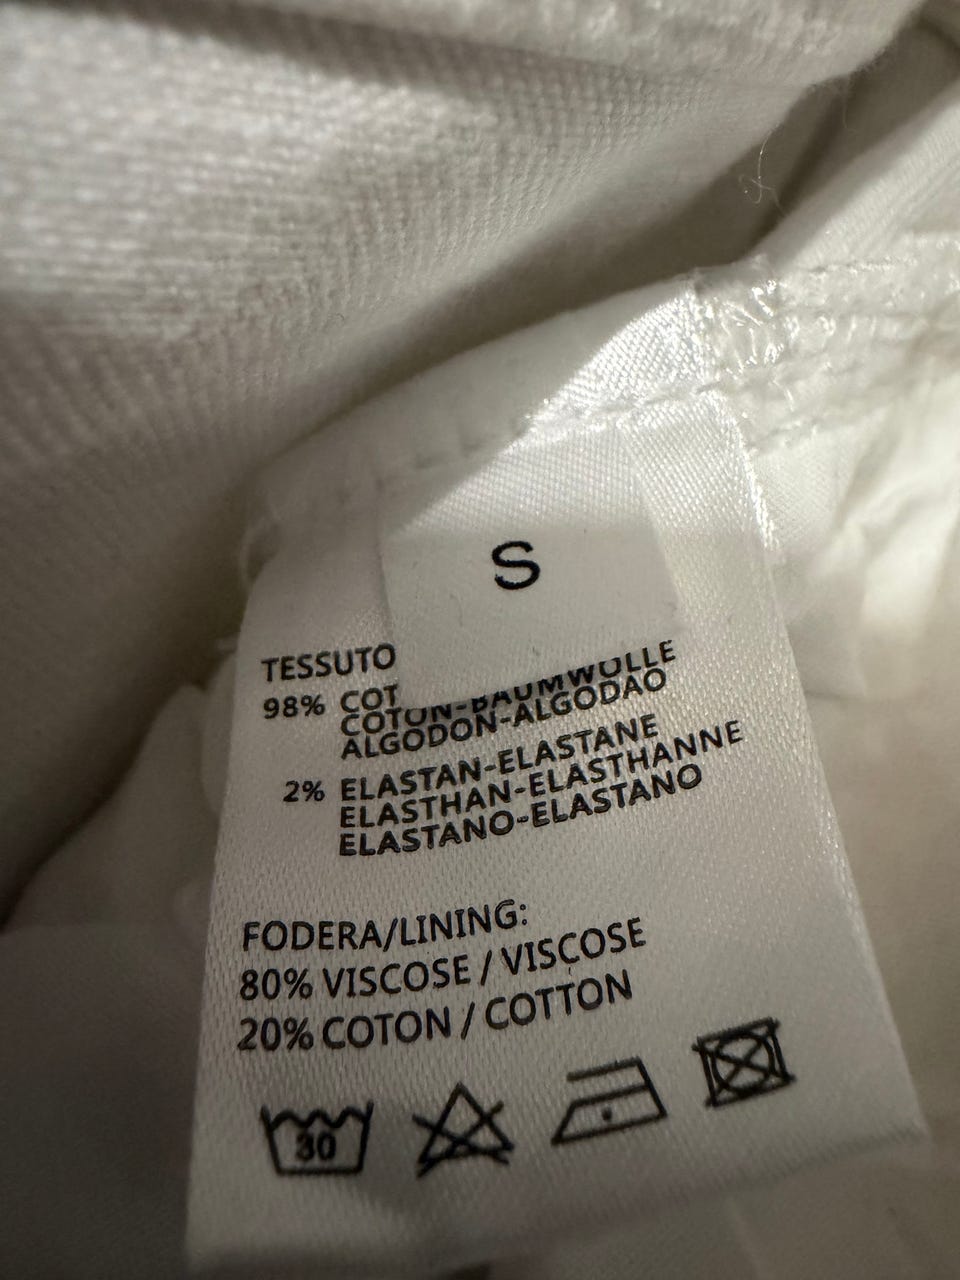 S
TESSUTO
98% COT
COTON-BAUMWOLLE
ALGODON-ALGODAO
2% ELASTAN-ELASTANE
ELASTHAN-ELASTHANNE
ELASTANO-ELASTANO
FODERA/LINING:
80% VISCOSE / VISCOSE
20% COTON / COTTON
30